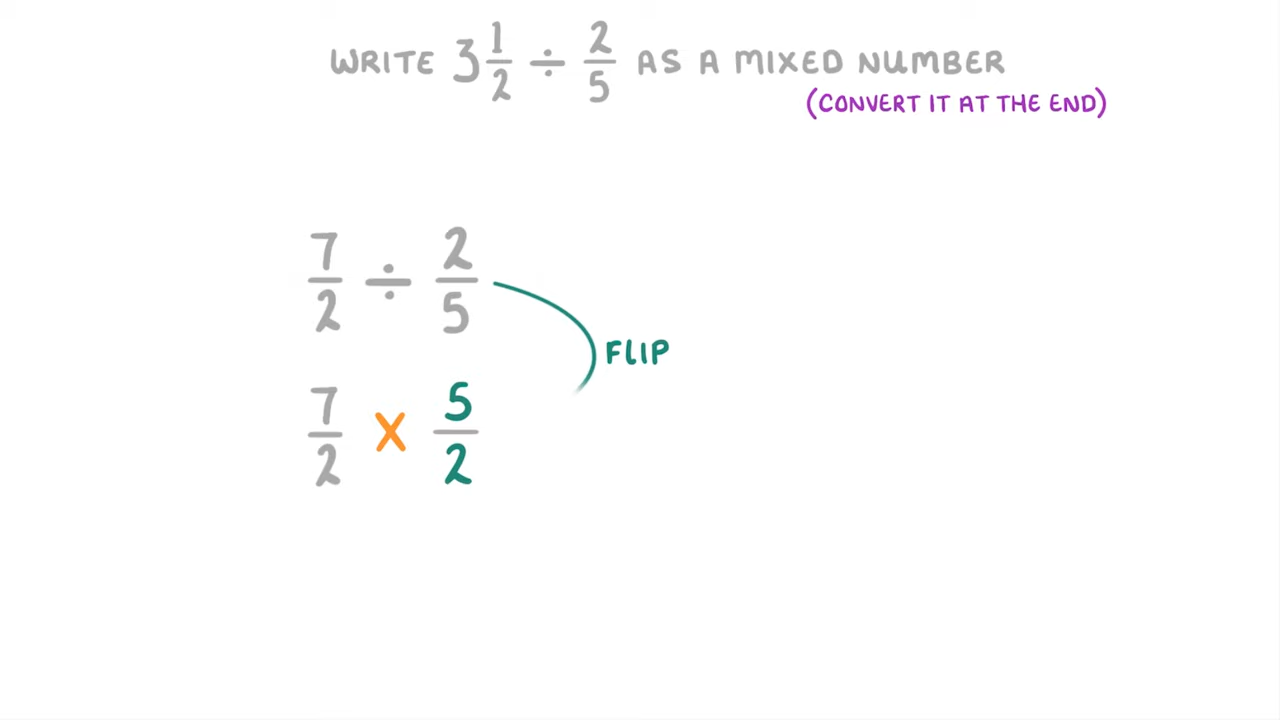 WRITE 3 1/2 ÷ 2/5 AS A MIXED NUMBER
(CONVERT IT AT THE END)
7/2 ÷ 2/5
FLIP
7/2 X 5/2